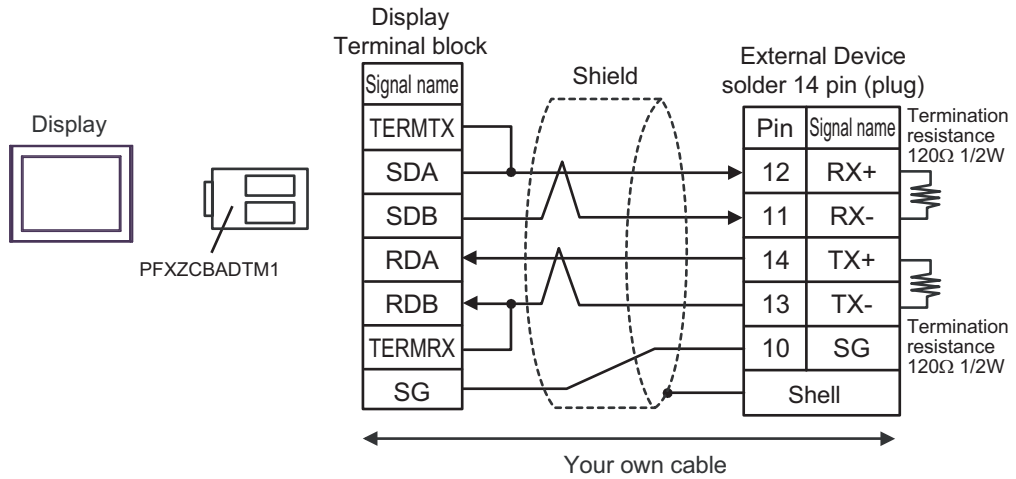 Display
Terminal block
Signal name
TERMTX
SDA
SDB
RDA
RDB
TERMRX
SG
Shield
External Device
solder 14 pin (plug)
Pin Signal name
12 RX+
11 RX-
14 TX+
13 TX-
10 SG
Shell
Termination
resistance
120Ω 1/2W
Termination
resistance
120Ω 1/2W
Display
PFXZCBADTM1
Your own cable